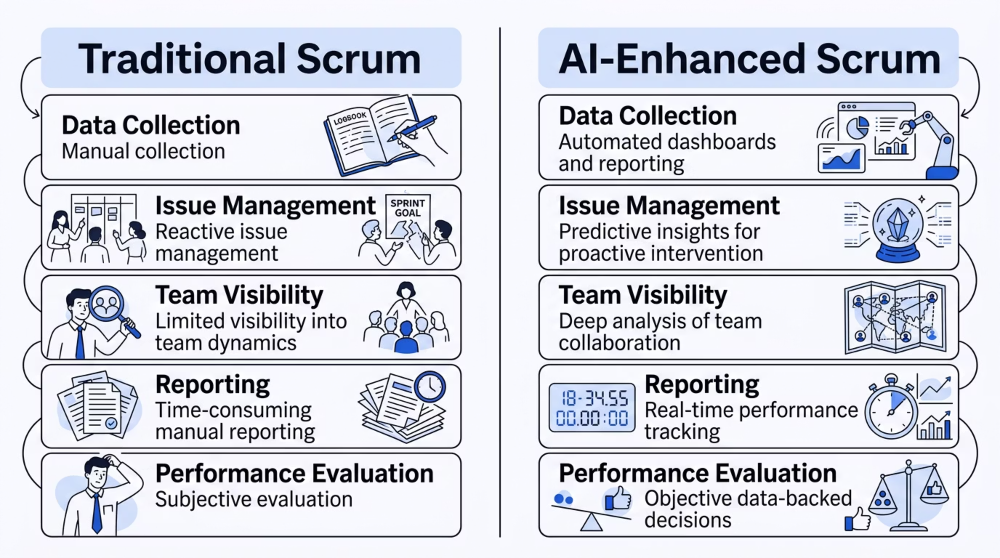 Traditional Scrum
Data Collection
Manual collection
LOGBOOK
Issue Management
Reactive issue
management
SPRINT
GOAL
Team Visibility
Limited visibility into
team dynamics
Reporting
Time-consuming
manual reporting
Performance Evaluation
Subjective evaluation
AI-Enhanced Scrum
Data Collection
Automated dashboards
and reporting
Issue Management
Predictive insights for
proactive intervention
Team Visibility
Deep analysis of team
collaboration
18-34.55
00.00:00
Reporting
Real-time performance
tracking
Performance Evaluation
Objective data-backed
decisions